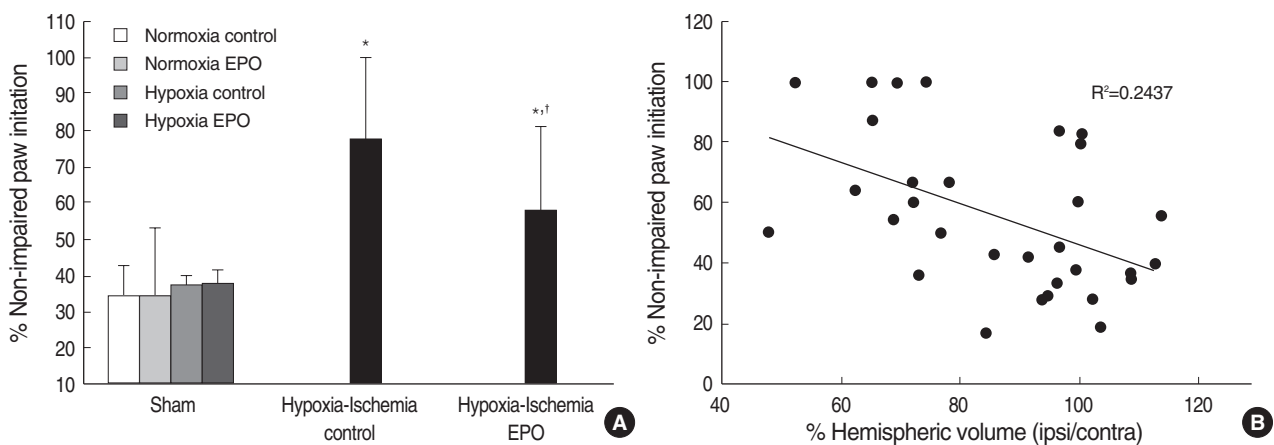 % Non-impaired paw initation
110
100
90
80
70
60
50
40
30
20
10
Normoxia control
Normoxia EPO
Hypoxia control
Hypoxia EPO
*
*,†
Sham
Hypoxia-Ischemia
control
Hypoxia-Ischemia
EPO
A
% Non-impaired paw initiation
120
100
80
60
40
20
0
R²=0.2437
40
60
80
100
120
% Hemispheric volume (ipsi/contra)
B